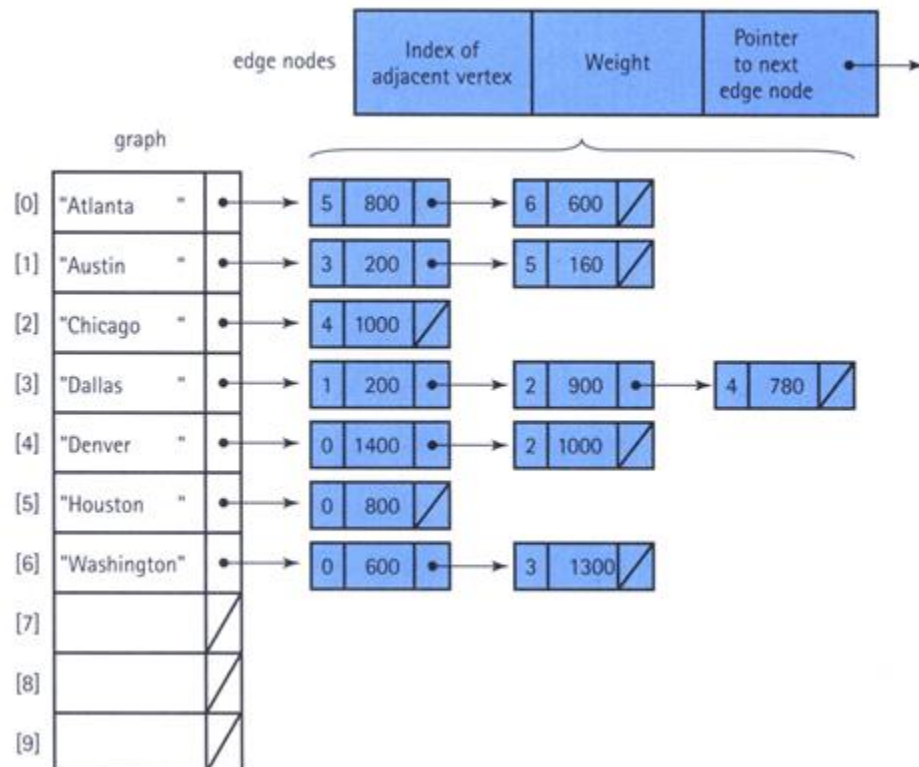 edge nodes
Index of
adjacent vertex
Weight
Pointer
to next
edge node
graph
[0] "Atlanta " 5 800 6 600
[1] "Austin " 3 200 5 160
[2] "Chicago " 4 1000
[3] "Dallas " 1 200 2 900 4 780
[4] "Denver " 0 1400 2 1000
[5] "Houston " 0 800
[6] "Washington" 0 600 3 1300
[7]
[8]
[9]